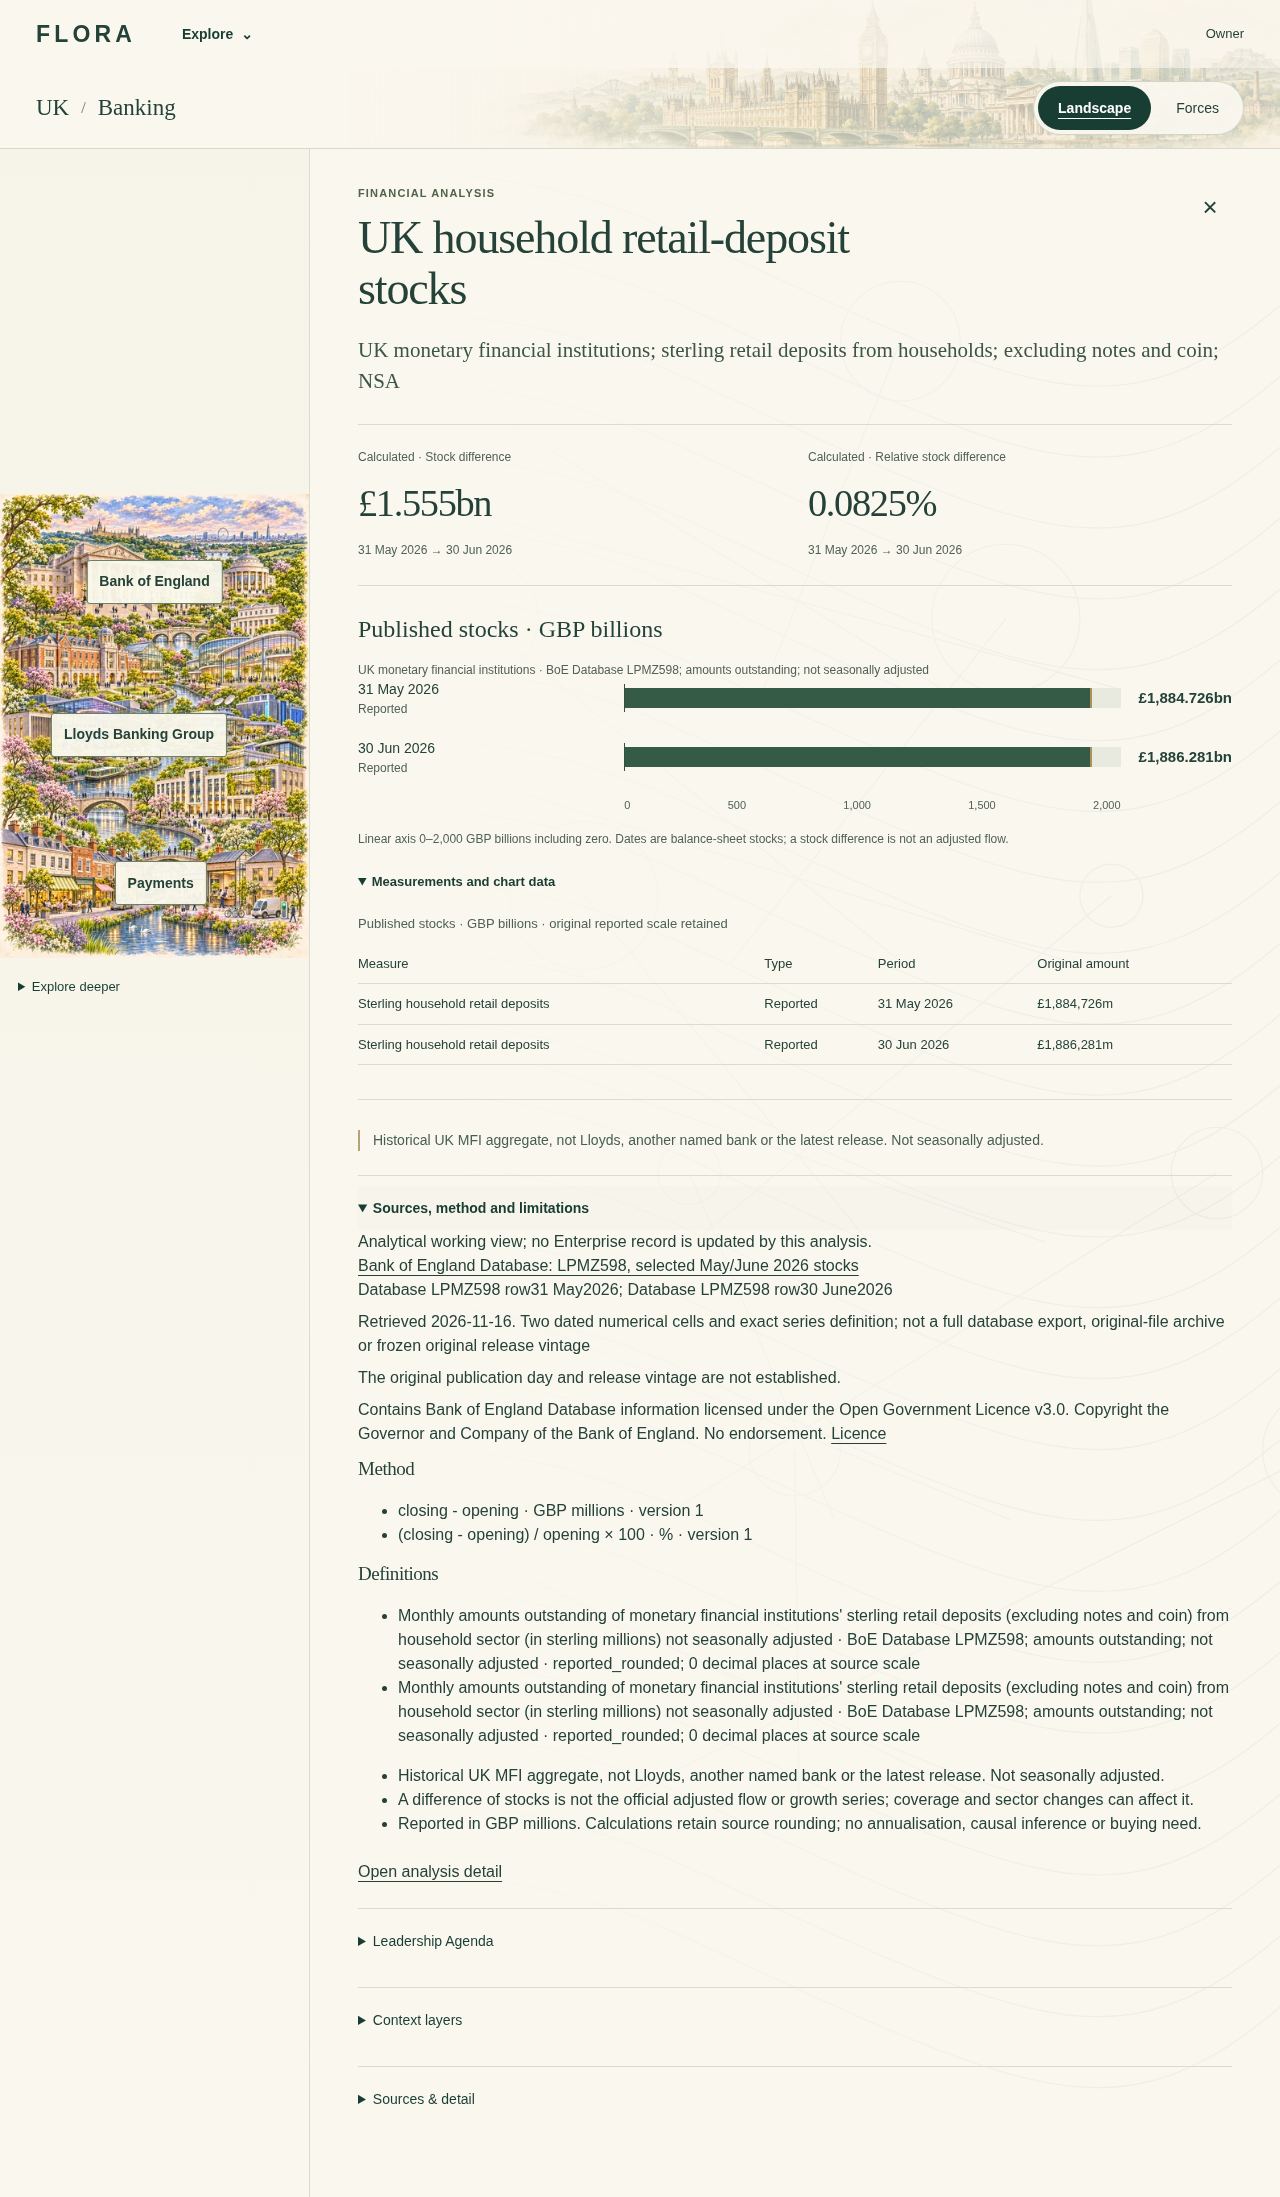 FLORA
Explore ⌄
Owner
UK / Banking
Landscape
Forces
Bank of England
Lloyds Banking Group
Payments
▶ Explore deeper
FINANCIAL ANALYSIS
✕
UK household retail-deposit
stocks
UK monetary financial institutions; sterling retail deposits from households; excluding notes and coin;
NSA
Calculated · Stock difference
£1.555bn
31 May 2026 → 30 Jun 2026
Calculated · Relative stock difference
0.0825%
31 May 2026 → 30 Jun 2026
Published stocks · GBP billions
UK monetary financial institutions · BoE Database LPMZ598; amounts outstanding; not seasonally adjusted
31 May 2026
Reported
£1,884.726bn
30 Jun 2026
Reported
£1,886.281bn
0 500 1,000 1,500 2,000
Linear axis 0–2,000 GBP billions including zero. Dates are balance-sheet stocks; a stock difference is not an adjusted flow.
▼ Measurements and chart data
Published stocks · GBP billions · original reported scale retained
Measure Type Period Original amount
Sterling household retail deposits Reported 31 May 2026 £1,884,726m
Sterling household retail deposits Reported 30 Jun 2026 £1,886,281m
Historical UK MFI aggregate, not Lloyds, another named bank or the latest release. Not seasonally adjusted.
▼ Sources, method and limitations
Analytical working view; no Enterprise record is updated by this analysis.
Bank of England Database: LPMZ598, selected May/June 2026 stocks
Database LPMZ598 row31 May2026; Database LPMZ598 row30 June2026
Retrieved 2026-11-16. Two dated numerical cells and exact series definition; not a full database export, original-file archive
or frozen original release vintage
The original publication day and release vintage are not established.
Contains Bank of England Database information licensed under the Open Government Licence v3.0. Copyright the
Governor and Company of the Bank of England. No endorsement. Licence
Method
• closing - opening · GBP millions · version 1
• (closing - opening) / opening × 100 · % · version 1
Definitions
• Monthly amounts outstanding of monetary financial institutions' sterling retail deposits (excluding notes and coin) from
household sector (in sterling millions) not seasonally adjusted · BoE Database LPMZ598; amounts outstanding; not
seasonally adjusted · reported_rounded; 0 decimal places at source scale
• Monthly amounts outstanding of monetary financial institutions' sterling retail deposits (excluding notes and coin) from
household sector (in sterling millions) not seasonally adjusted · BoE Database LPMZ598; amounts outstanding; not
seasonally adjusted · reported_rounded; 0 decimal places at source scale
• Historical UK MFI aggregate, not Lloyds, another named bank or the latest release. Not seasonally adjusted.
• A difference of stocks is not the official adjusted flow or growth series; coverage and sector changes can affect it.
• Reported in GBP millions. Calculations retain source rounding; no annualisation, causal inference or buying need.
Open analysis detail
▶ Leadership Agenda
▶ Context layers
▶ Sources & detail